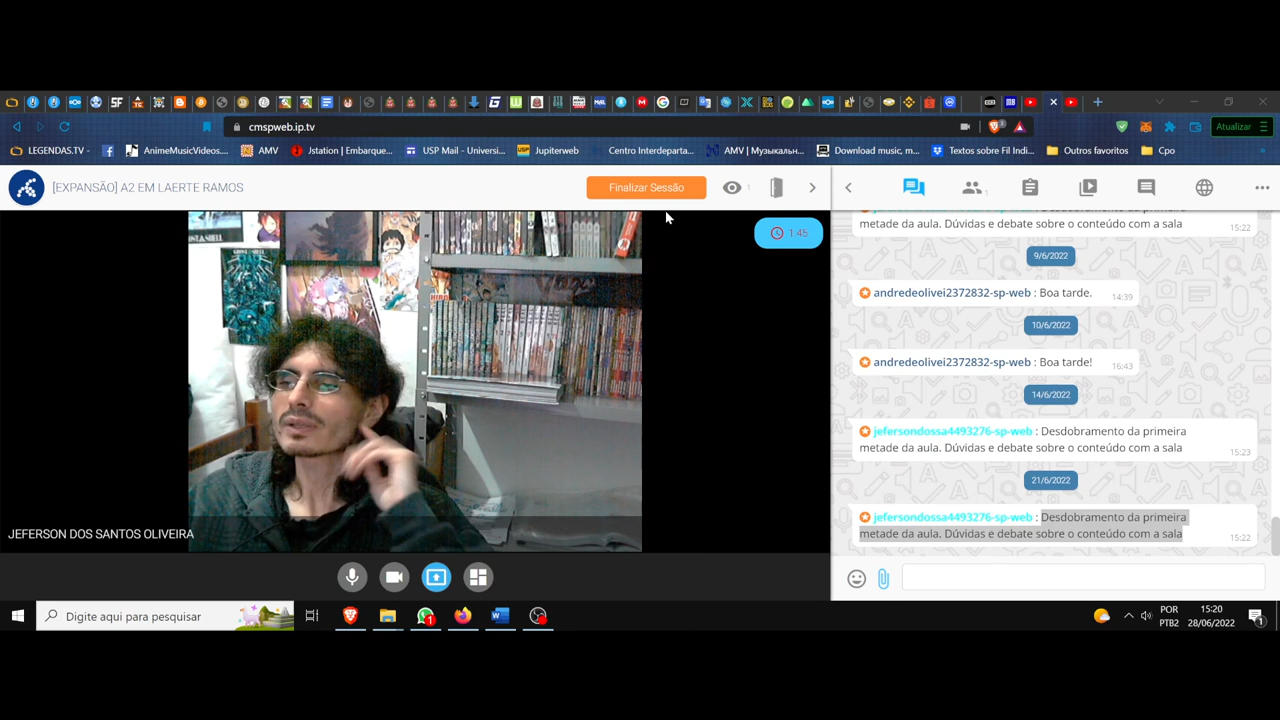 cmspweb.ip.tv
Atualizar
LEGENDAS.TV -
AnimeMusicVideos....
AMV
Jstation | Embarque...
USP Mail - Universi...
Jupiterweb
Centro Interdeparta...
AMV | Музыкальн...
Download music, m...
Textos sobre Fil Indi...
Outros favoritos
Cpo
[EXPANSÃO] A2 EM LAERTE RAMOS
Finalizar Sessão
1
1
1:45
metade da aula. Dúvidas e debate sobre o conteúdo com a sala
15:22
9/6/2022
andredeolivei2372832-sp-web : Boa tarde.
14:39
10/6/2022
andredeolivei2372832-sp-web : Boa tarde!
16:43
14/6/2022
jefersondossa4493276-sp-web : Desdobramento da primeira
metade da aula. Dúvidas e debate sobre o conteúdo com a sala
15:23
21/6/2022
jefersondossa4493276-sp-web : Desdobramento da primeira
metade da aula. Dúvidas e debate sobre o conteúdo com a sala
15:22
JEFERSON DOS SANTOS OLIVEIRA
Digite aqui para pesquisar
POR
PTB2
15:20
28/06/2022